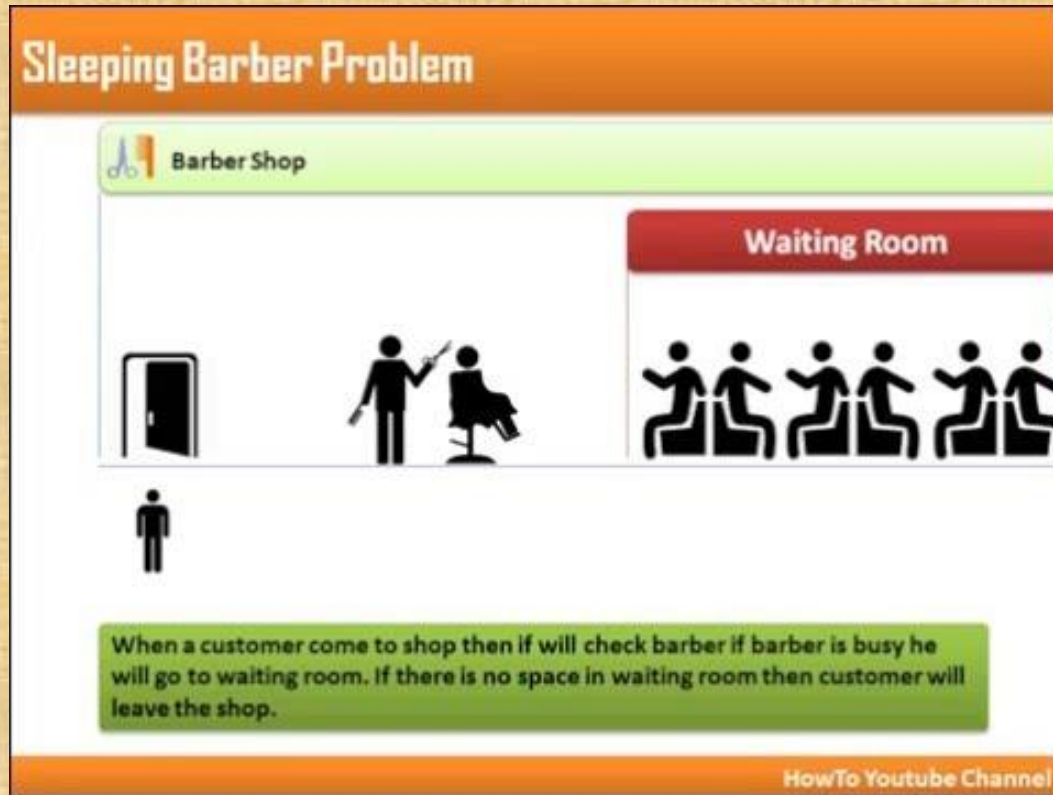 Sleeping Barber Problem
Barber Shop
Waiting Room
When a customer come to shop then if will check barber if barber is busy he
will go to waiting room. If there is no space in waiting room then customer will
leave the shop.
HowTo Youtube Channel